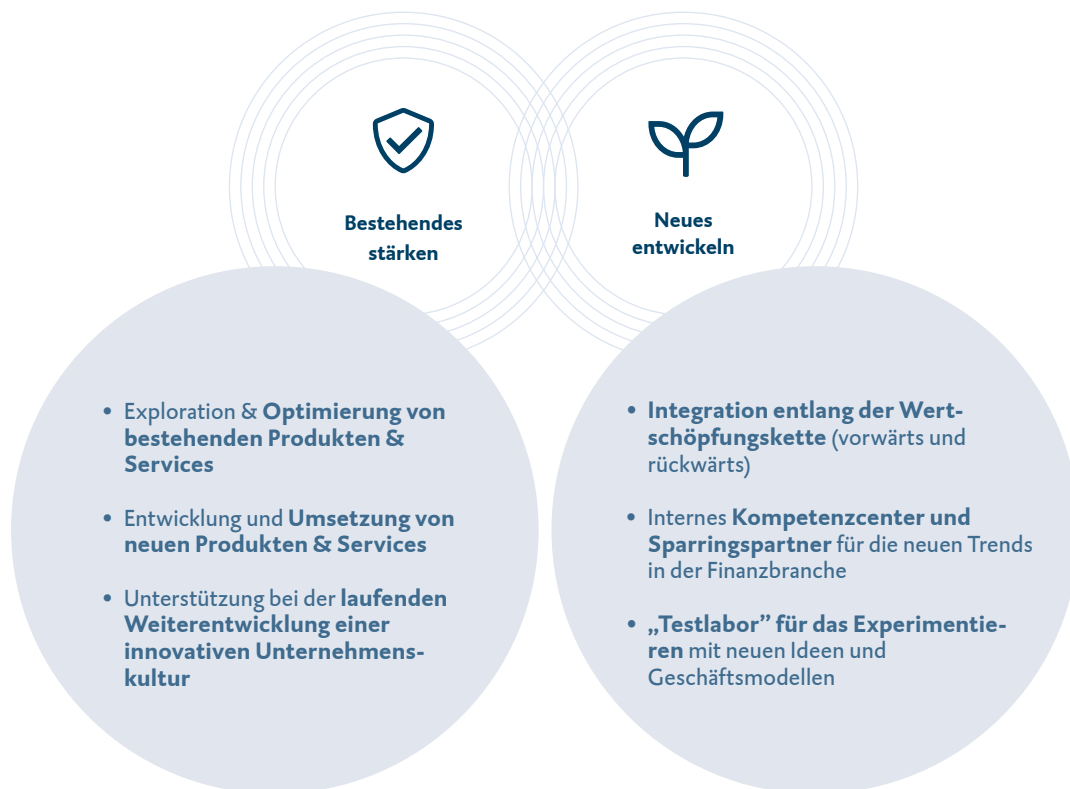 Bestehendes
stärken
Neues
entwickeln
• Exploration & Optimierung von
bestehenden Produkten &
Services
• Entwicklung und Umsetzung von
neuen Produkten & Services
• Unterstützung bei der laufenden
Weiterentwicklung einer
innovativen Unternehmens-
kultur
• Integration entlang der Wert-
schöpfungskette (vorwärts und
rückwärts)
• Internes Kompetenzcenter und
Sparringspartner für die neuen Trends
in der Finanzbranche
• „Testlabor” für das Experimentie-
ren mit neuen Ideen und
Geschäftsmodellen